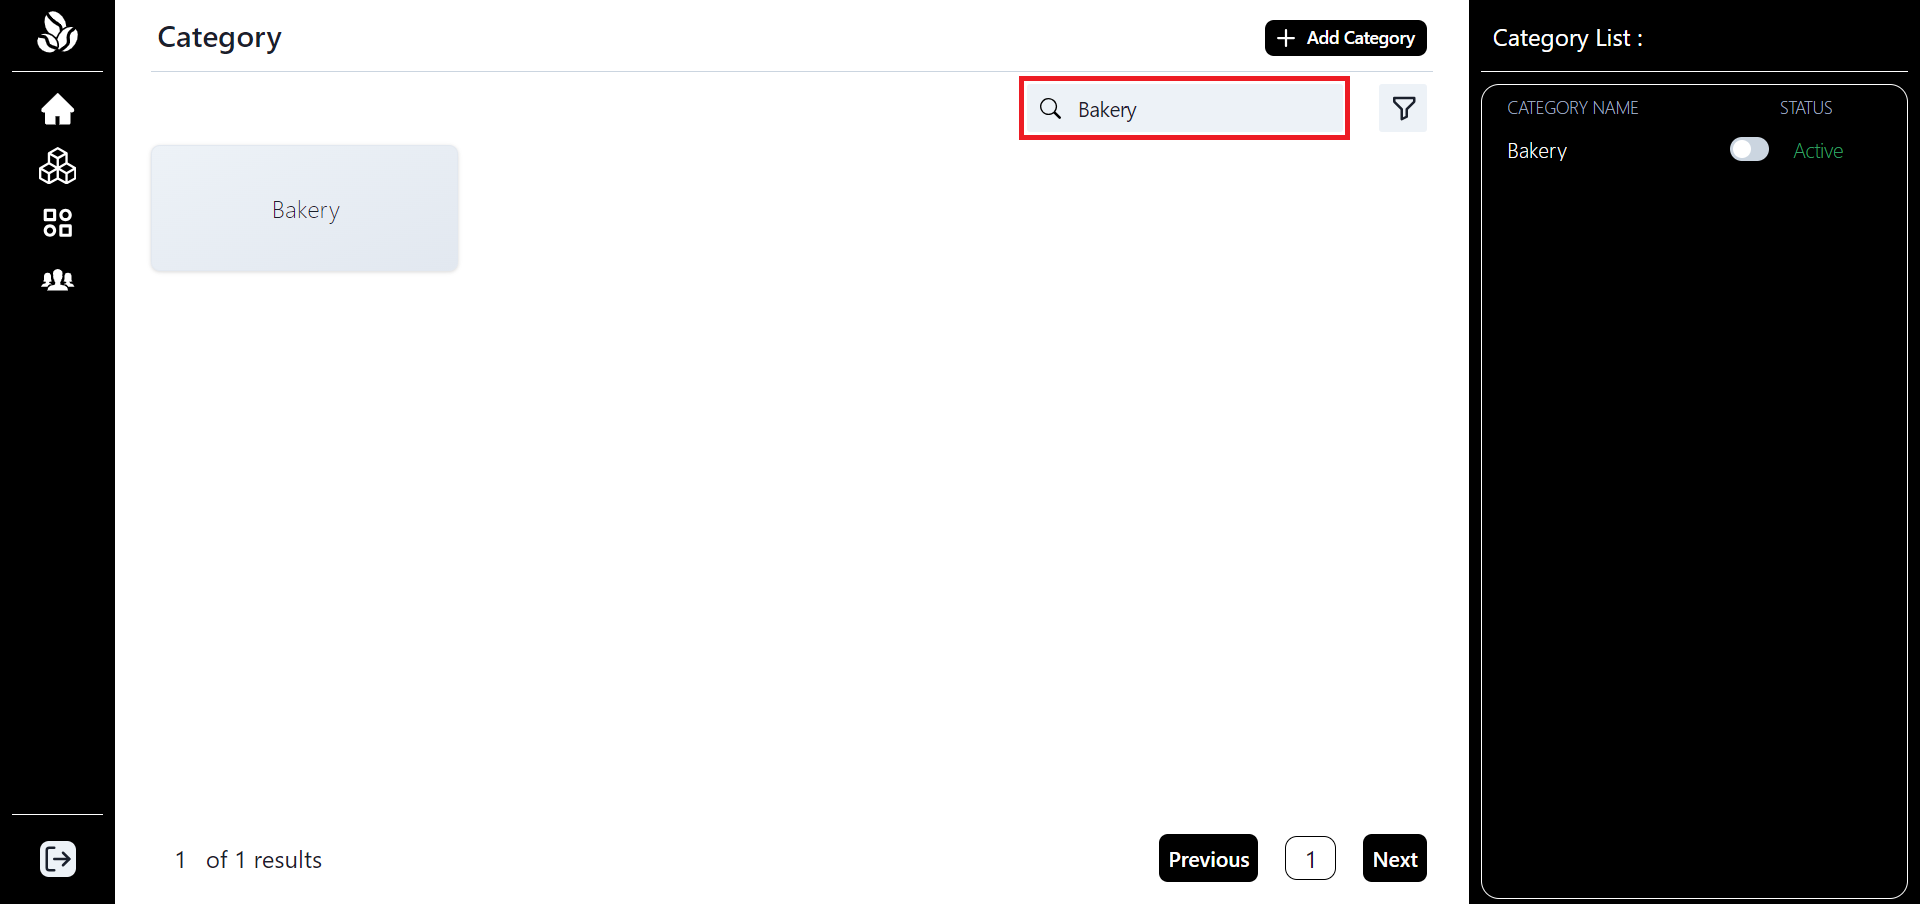 Category
Add Category
Bakery
Bakery
1 of 1 results
Previous
1
Next
Category List :
CATEGORY NAME STATUS
Bakery Active